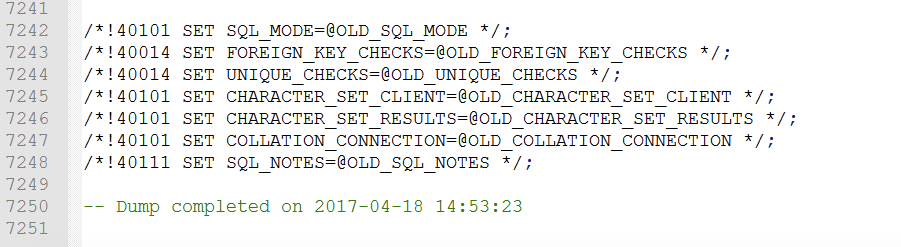 7241
7242 /*!40101 SET SQL_MODE=@OLD_SQL_MODE */;
7243 /*!40014 SET FOREIGN_KEY_CHECKS=@OLD_FOREIGN_KEY_CHECKS */;
7244 /*!40014 SET UNIQUE_CHECKS=@OLD_UNIQUE_CHECKS */;
7245 /*!40101 SET CHARACTER_SET_CLIENT=@OLD_CHARACTER_SET_CLIENT */;
7246 /*!40101 SET CHARACTER_SET_RESULTS=@OLD_CHARACTER_SET_RESULTS */;
7247 /*!40101 SET COLLATION_CONNECTION=@OLD_COLLATION_CONNECTION */;
7248 /*!40111 SET SQL_NOTES=@OLD_SQL_NOTES */;
7249
7250 -- Dump completed on 2017-04-18 14:53:23
7251